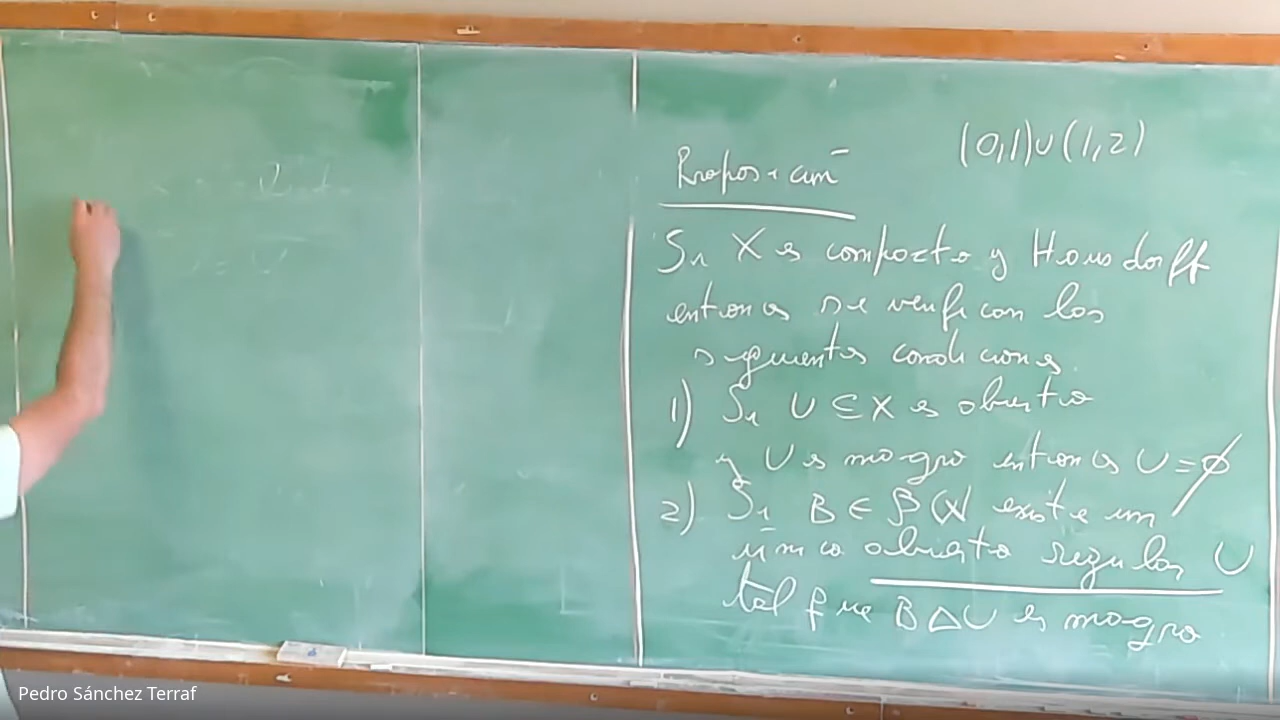 (0,1)∪(1,2)
Proposición
Si X es compacto y Hausdorff
entonces se verifican las
siguientes condiciones
1) Si U ⊆ X es abierto
y U es magro entonces U = ∅
2) Si B ∈ B(X) existe un
único abierto regular U
tal que B △ U es magro
Pedro Sánchez Terraf